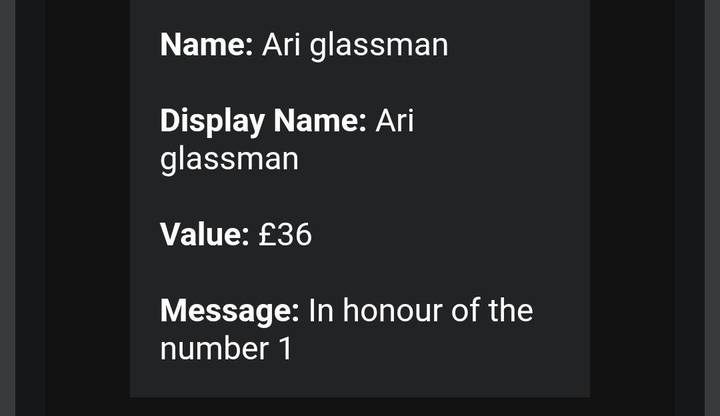 Name: Ari glassman
Display Name: Ari
glassman
Value: £36
Message: In honour of the
number 1